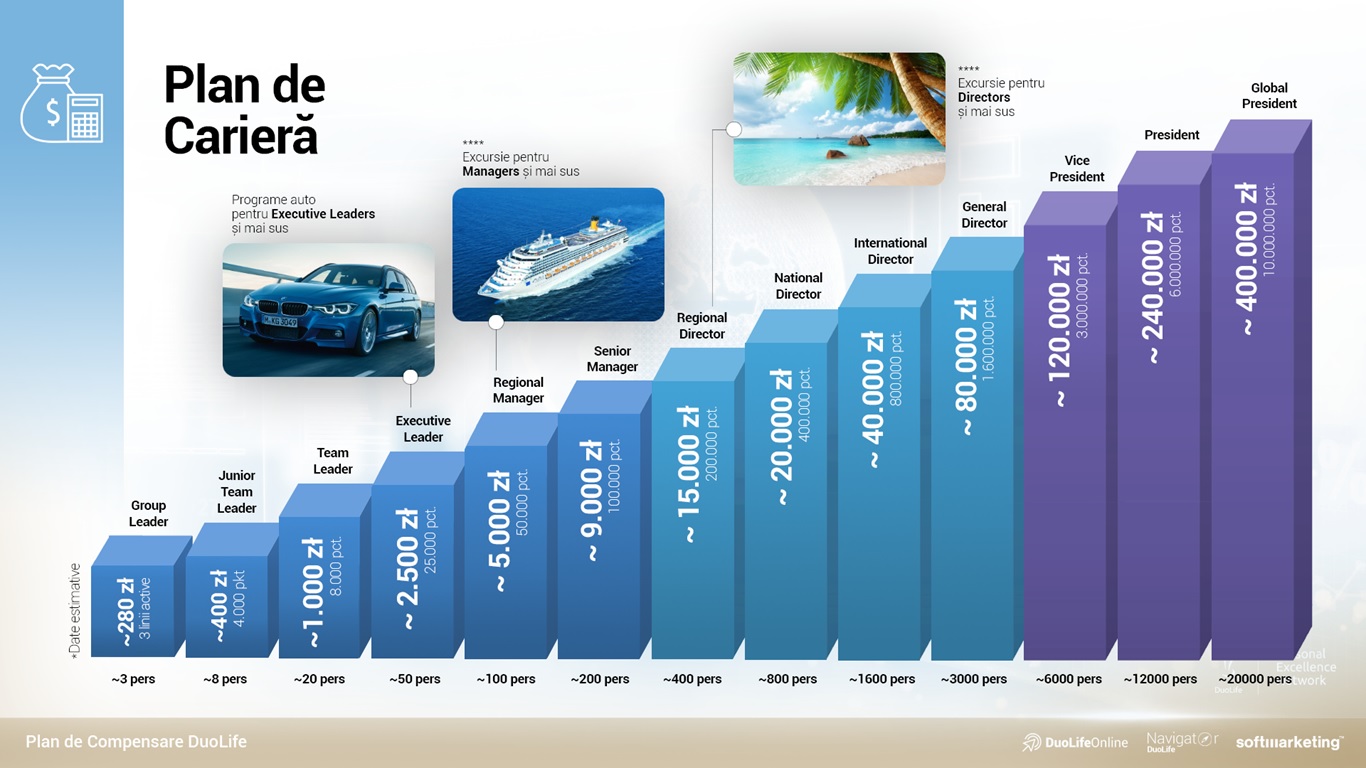 Plan de
Carieră
Programe auto
pentru Executive Leaders
și mai sus
****
Excursie pentru
Managers și mai sus
****
Excursie pentru
Directors
și mai sus
Group
Leader
~280 zł
3 linii active
~3 pers
Junior
Team
Leader
~400 zł
4.000 pkt
~8 pers
Team
Leader
~1.000 zł
8.000 pct.
~20 pers
Executive
Leader
~ 2.500 zł
25.000 pct.
~50 pers
Regional
Manager
~ 5.000 zł
50.000 pct.
~100 pers
Senior
Manager
~ 9.000 zł
100.000 pct.
~200 pers
Regional
Director
~ 15.000 zł
200.000 pct.
~400 pers
National
Director
~ 20.000 zł
400.000 pct.
~800 pers
International
Director
~ 40.000 zł
800.000 pct.
~1600 pers
General
Director
~ 80.000 zł
1.600.000 pct.
~3000 pers
Vice
President
~ 120.000 zł
3.000.000 pct.
~6000 pers
President
~ 240.000 zł
6.000.000 pct.
~12000 pers
Global
President
~ 400.000 zł
10.000.000 pct.
~20000 pers
*Date estimative
Excellence
DuoLife
Plan de Compensare DuoLife
DuoLifeOnline
Navigator
DuoLife
softmarketing™